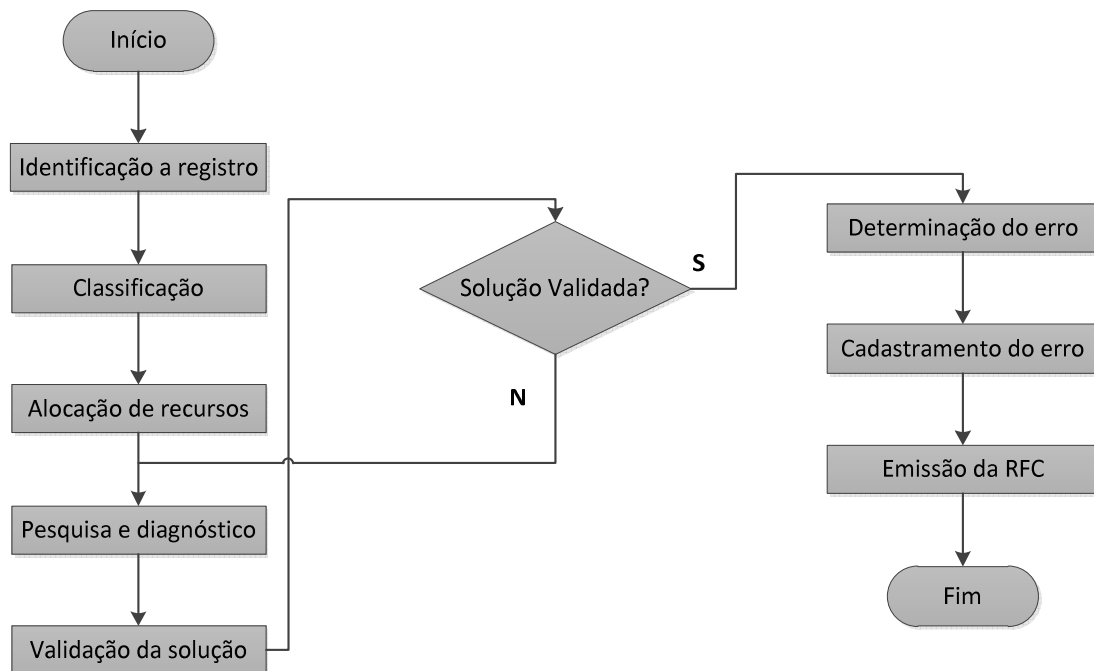 Início
Identificação a registro
Classificação
Alocação de recursos
Pesquisa e diagnóstico
Validação da solução
Solução Validada?
S
N
Determinação do erro
Cadastramento do erro
Emissão da RFC
Fim